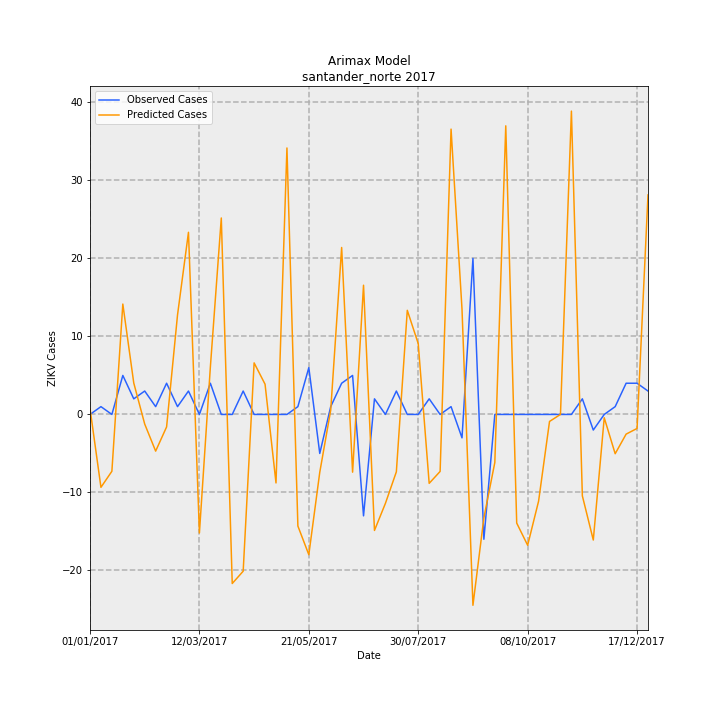 Arimax Model
santander_norte 2017
Observed Cases
Predicted Cases
40
30
20
10
0
−10
−20
ZIKV Cases
01/01/2017
12/03/2017
21/05/2017
30/07/2017
08/10/2017
17/12/2017
Date